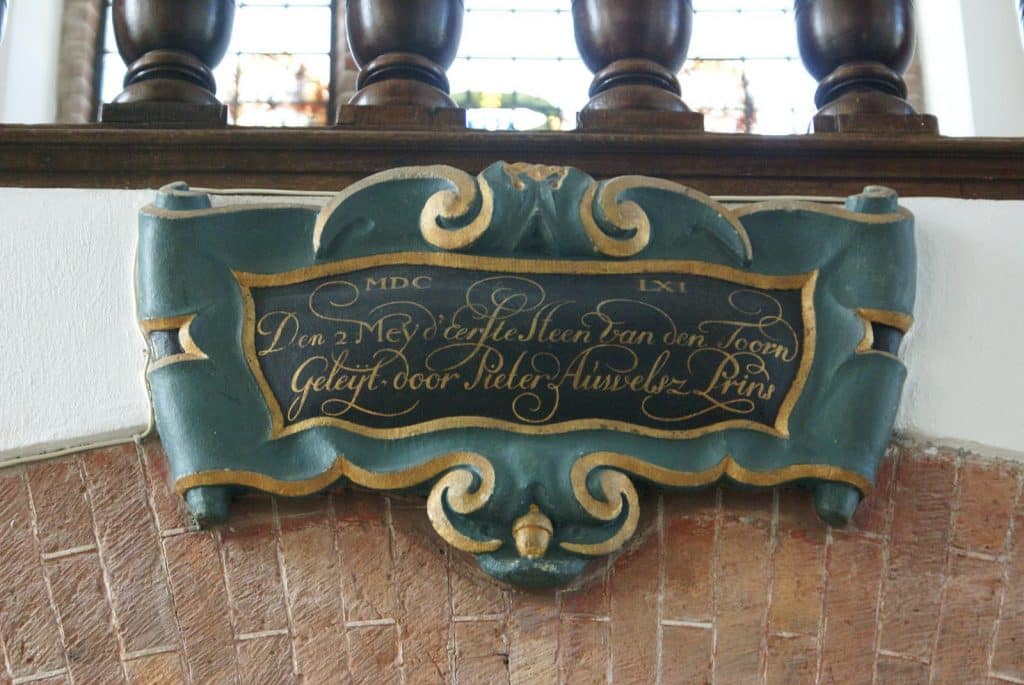 MDC LXI
Den 2 Mey d'eerste Steen van den Toorn
Geleyt door Pieter Auwelsz Prins